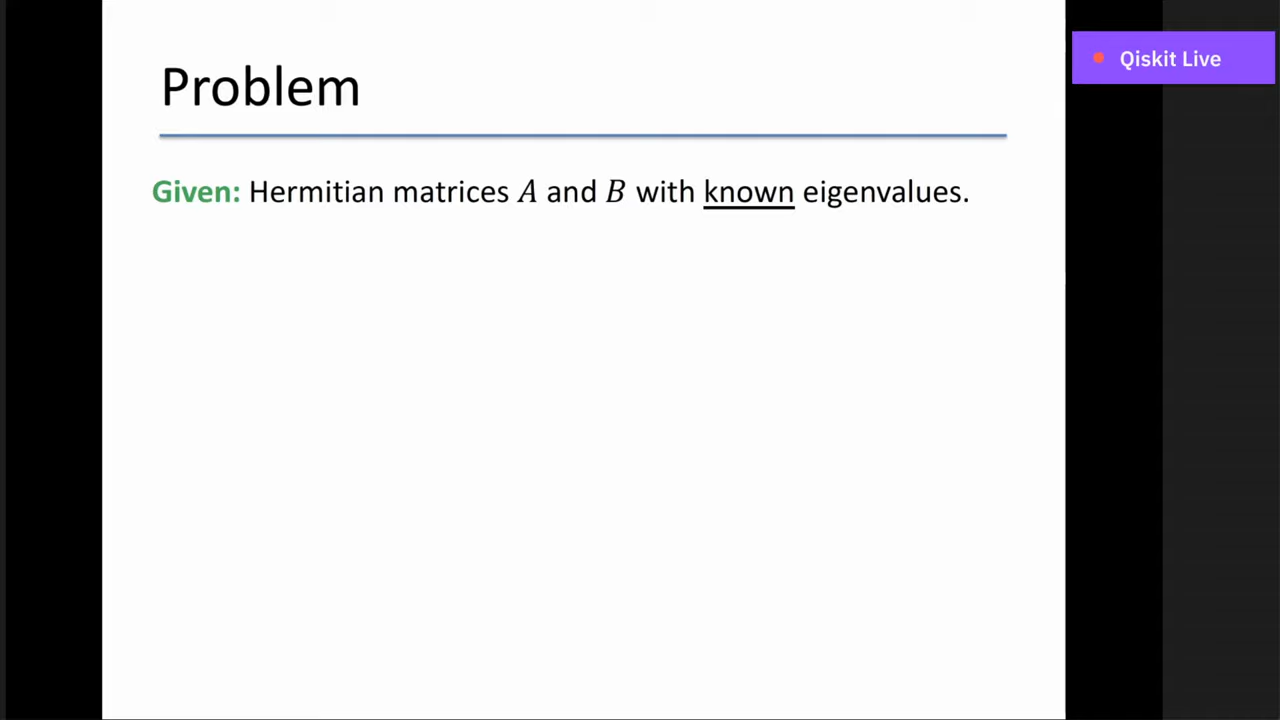 Problem
Qiskit Live
Given: Hermitian matrices A and B with known eigenvalues.